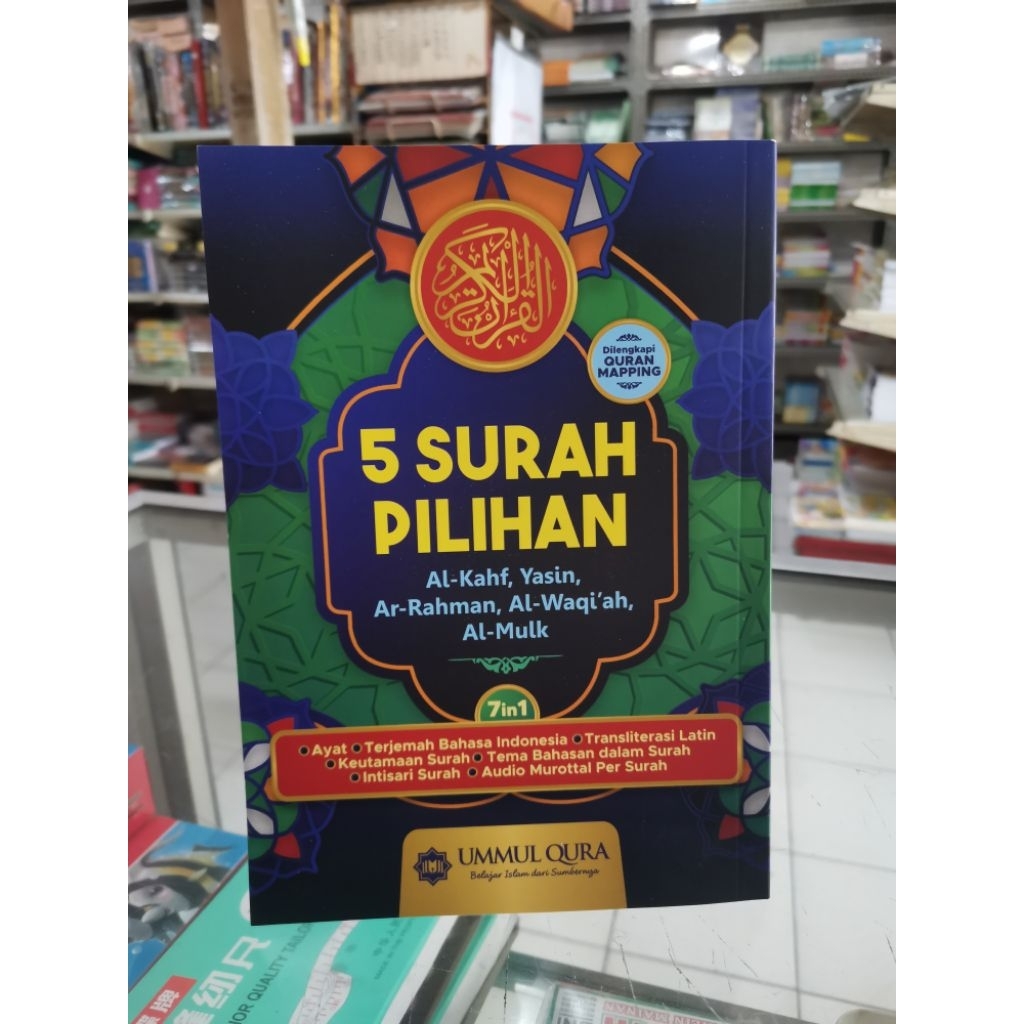 القرآن الكريم
Dilengkapi
QURAN
MAPPING
5 SURAH
PILIHAN
Al-Kahf, Yasin,
Ar-Rahman, Al-Waqi'ah,
Al-Mulk
7in1
• Ayat • Terjemah Bahasa Indonesia • Transliterasi Latin
• Keutamaan Surah • Tema Bahasan dalam Surah
• Intisari Surah • Audio Murottal Per Surah
UMMUL QURA
Belajar Islam dari Sumbernya